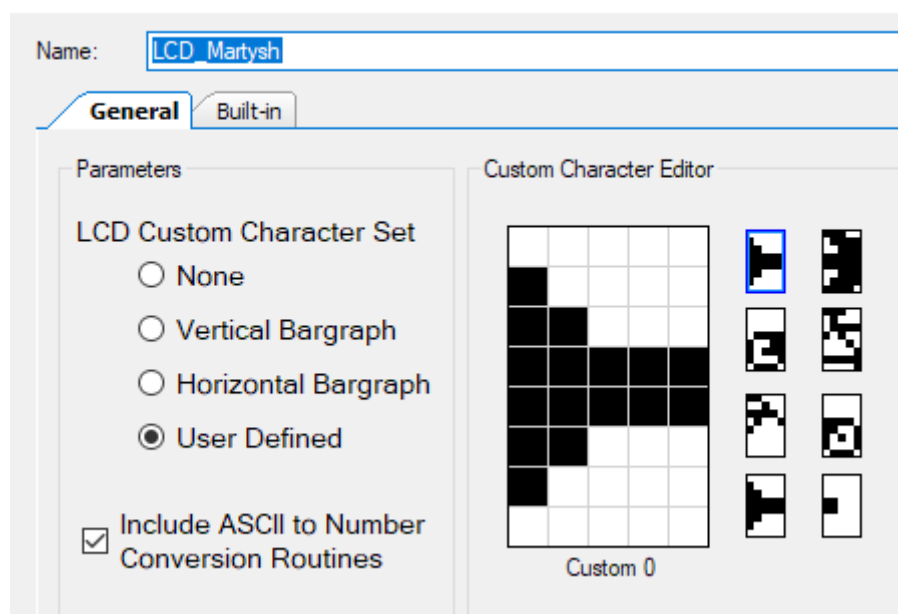 Name: LCD_Martysh
General Built-in
Parameters
LCD Custom Character Set
None
Vertical Bargraph
Horizontal Bargraph
User Defined
Include ASCII to Number
Conversion Routines
Custom Character Editor
Custom 0